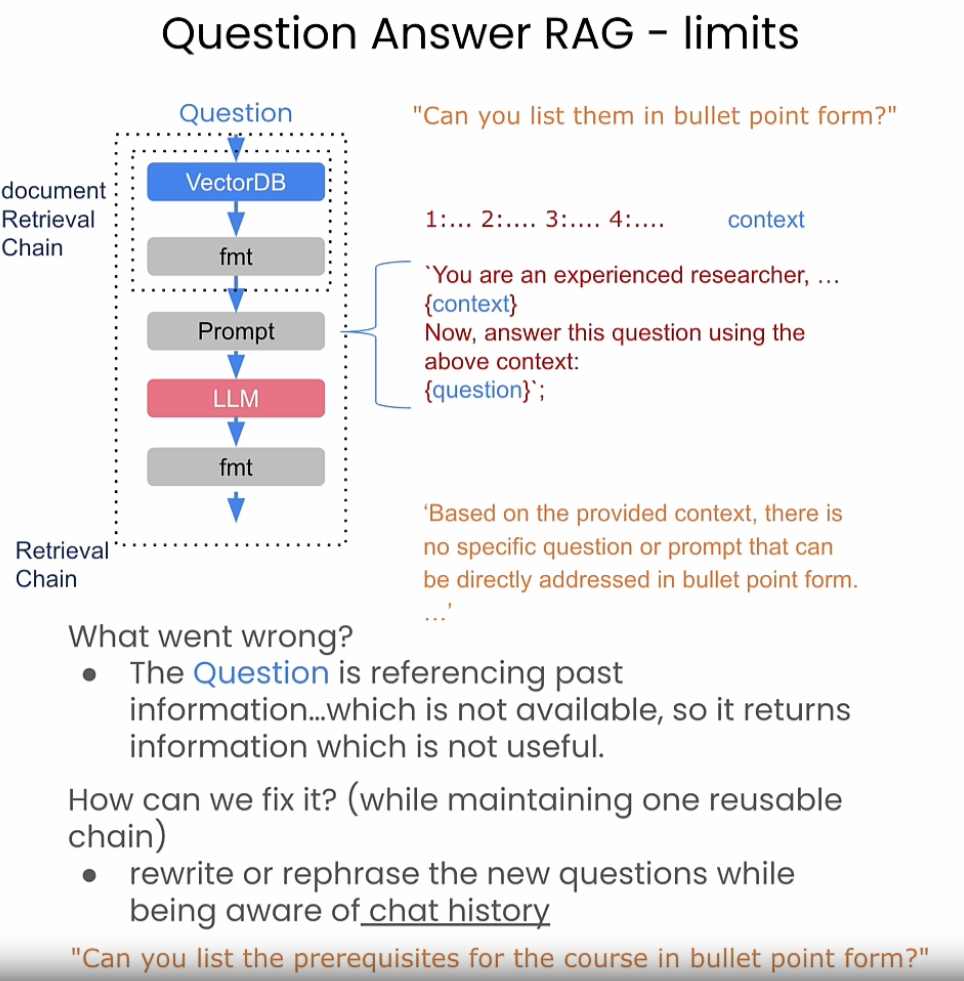 Question Answer RAG - limits
Question
"Can you list them in bullet point form?"
document
Retrieval
Chain
VectorDB
fmt
1:... 2:.... 3:.... 4:....
context
Prompt
LLM
fmt
`You are an experienced researcher, ...
{context}
Now, answer this question using the
above context:
{question}`;
Retrieval
Chain
‘Based on the provided context, there is
no specific question or prompt that can
be directly addressed in bullet point form.
...’
What went wrong?
● The Question is referencing past
information...which is not available, so it returns
information which is not useful.
How can we fix it? (while maintaining one reusable
chain)
● rewrite or rephrase the new questions while
being aware of chat history
"Can you list the prerequisites for the course in bullet point form?"